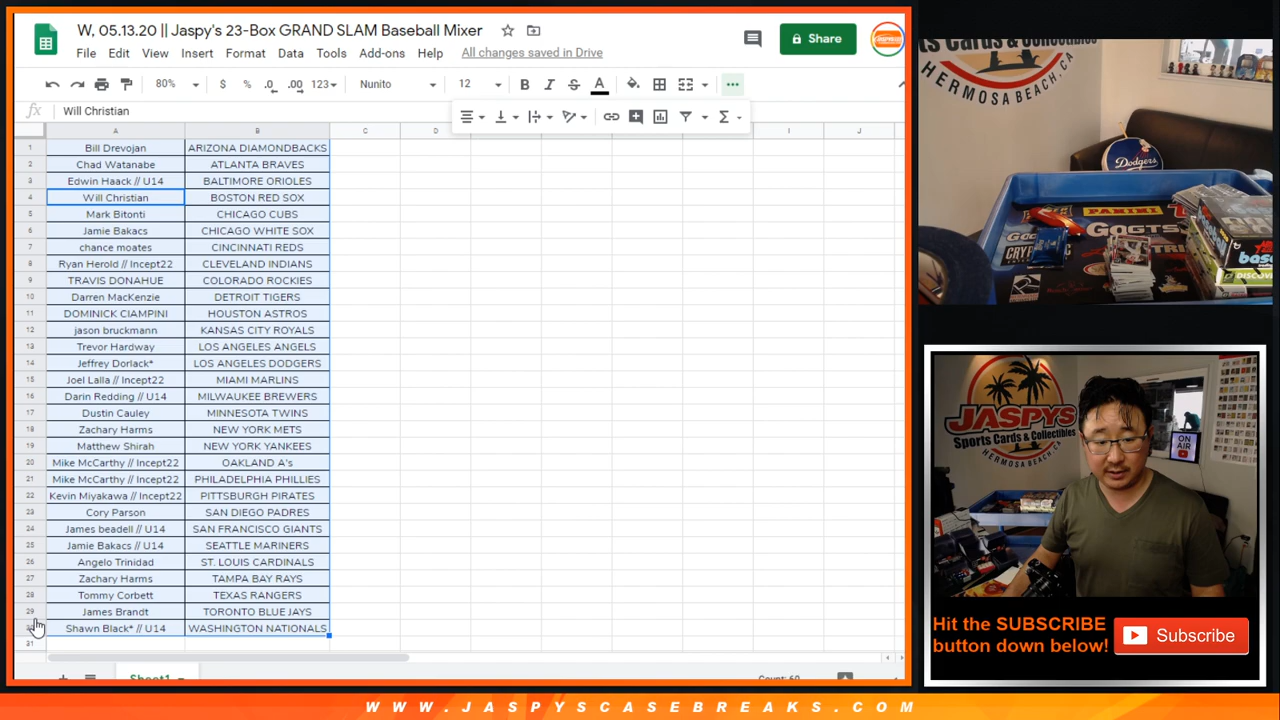 W, 05.13.20 || Jaspy's 23-Box GRAND SLAM Baseball Mixer
File Edit View Insert Format Data Tools Add-ons Help All changes saved in Drive
Share
80% $ % .0 .00 123 Nunito 12 B I S A
fx Will Christian
A B C D I J
1 Bill Drevojan ARIZONA DIAMONDBACKS
2 Chad Watanabe ATLANTA BRAVES
3 Edwin Haack // U14 BALTIMORE ORIOLES
4 Will Christian BOSTON RED SOX
5 Mark Bitonti CHICAGO CUBS
6 Jamie Bakacs CHICAGO WHITE SOX
7 chance moates CINCINNATI REDS
8 Ryan Herold // Incept22 CLEVELAND INDIANS
9 TRAVIS DONAHUE COLORADO ROCKIES
10 Darren MacKenzie DETROIT TIGERS
11 DOMINICK CIAMPINI HOUSTON ASTROS
12 jason bruckmann KANSAS CITY ROYALS
13 Trevor Hardway LOS ANGELES ANGELS
14 Jeffrey Dorlack* LOS ANGELES DODGERS
15 Joel Lalla // Incept22 MIAMI MARLINS
16 Darin Redding // U14 MILWAUKEE BREWERS
17 Dustin Cauley MINNESOTA TWINS
18 Zachary Harms NEW YORK METS
19 Matthew Shirah NEW YORK YANKEES
20 Mike McCarthy // Incept22 OAKLAND A's
21 Mike McCarthy // Incept22 PHILADELPHIA PHILLIES
22 Kevin Miyakawa // Incept22 PITTSBURGH PIRATES
23 Cory Parson SAN DIEGO PADRES
24 James beadell // U14 SAN FRANCISCO GIANTS
25 Jamie Bakacs // U14 SEATTLE MARINERS
26 Angelo Trinidad ST. LOUIS CARDINALS
27 Zachary Harms TAMPA BAY RAYS
28 Tommy Corbett TEXAS RANGERS
29 James Brandt TORONTO BLUE JAYS
Shawn Black* // U14 WASHINGTON NATIONALS
31
Sheet1
Count: 60
ts Cards & Collectibles
HERMOSA BEACH, CA
Dodgers
PANINI
GOGTS
JASPYS
Sports Cards & Collectibles
HERMOSA BEACH, CA
ON AIR
Hit the SUBSCRIBE
button down below!
Subscribe
WWW.JASPYSCASEBREAKS.COM